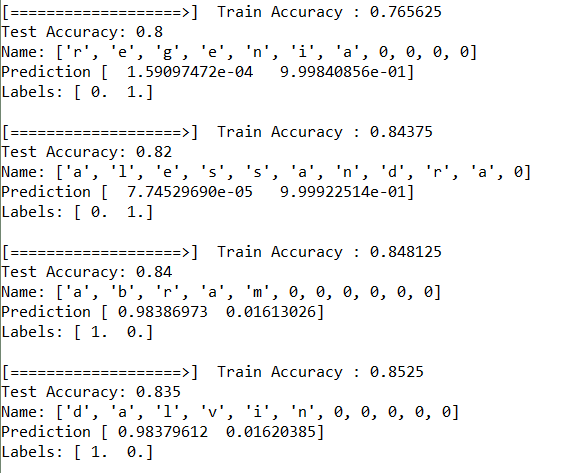 [===================>]  Train Accuracy : 0.765625
Test Accuracy: 0.8
Name: ['r', 'e', 'g', 'e', 'n', 'i', 'a', 0, 0, 0, 0]
Prediction [  1.59097472e-04   9.99840856e-01]
Labels: [ 0.  1.]
[===================>]  Train Accuracy : 0.84375
Test Accuracy: 0.82
Name: ['a', 'l', 'e', 's', 's', 'a', 'n', 'd', 'r', 'a', 0]
Prediction [  7.74529690e-05   9.99922514e-01]
Labels: [ 0.  1.]
[===================>]  Train Accuracy : 0.848125
Test Accuracy: 0.84
Name: ['a', 'b', 'r', 'a', 'm', 0, 0, 0, 0, 0, 0]
Prediction [ 0.98386973  0.01613026]
Labels: [ 1.  0.]
[===================>]  Train Accuracy : 0.8525
Test Accuracy: 0.835
Name: ['d', 'a', 'l', 'v', 'i', 'n', 0, 0, 0, 0, 0]
Prediction [ 0.98379612  0.01620385]
Labels: [ 1.  0.]